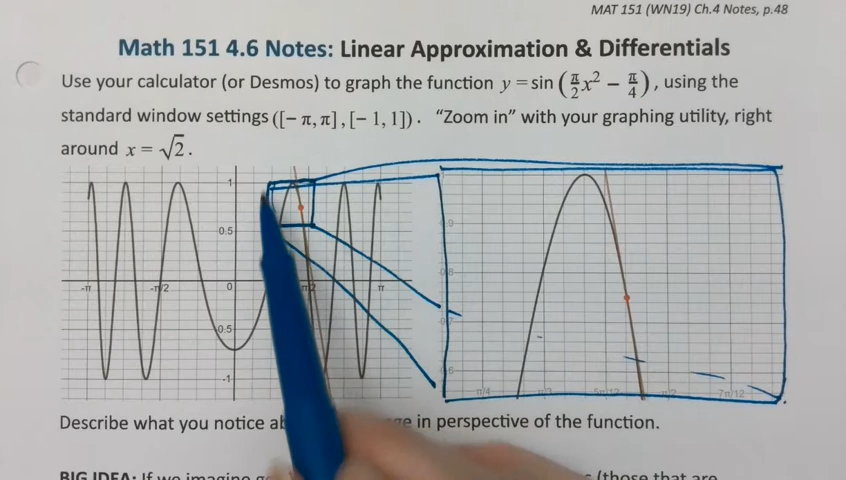 MAT 151 (WN19) Ch.4 Notes, p.48
Math 151 4.6 Notes: Linear Approximation & Differentials
Use your calculator (or Desmos) to graph the function y = sin (π/2 x² − π/4), using the
standard window settings ([− π, π], [− 1, 1]). “Zoom in” with your graphing utility, right
around x = √2.
1
0.5
-π -π/2 0 π/2 π
-0.5
-1
0.9
0.8
0.7
0.6
π/4 π/3 5π/12 π/2 7π/12
Describe what you notice in perspective of the function.
BIG IDEA: If we (those that are